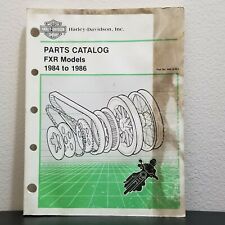 Harley-Davidson, Inc.
PARTS CATALOG
FXR Models
1984 to 1986